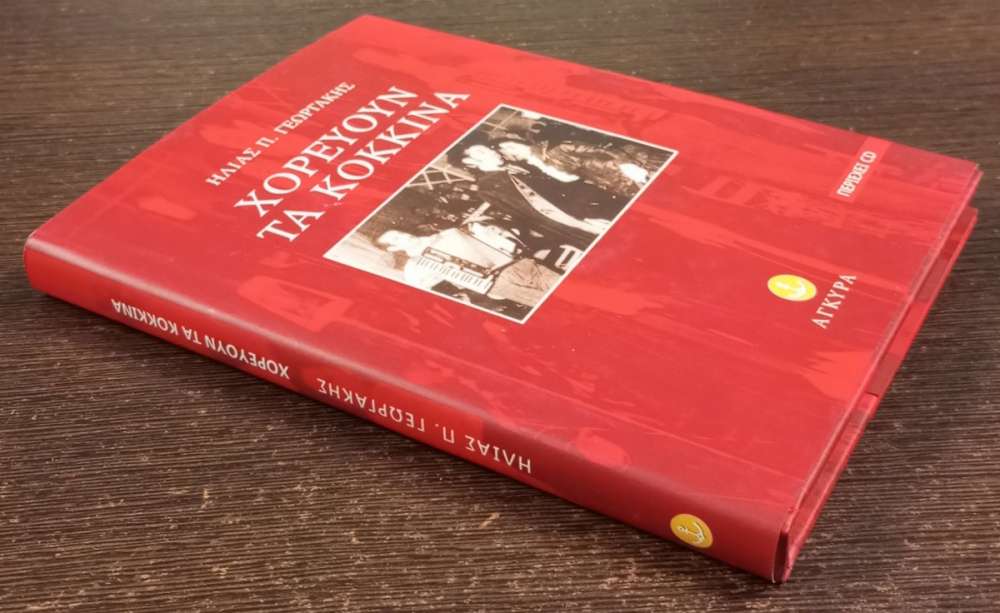 ΗΛΙΑΣ Π. ΓΕΩΡΓΑΚΗΣ
ΧΟΡΕΥΟΥΝ
ΤΑ ΚΟΚΚΙΝΑ
ΠΕΡΙΕΧΕΙ CD
ΑΓΚΥΡΑ
ΗΛΙΑΣ Π. ΓΕΩΡΓΑΚΗΣ ΧΟΡΕΥΟΥΝ ΤΑ ΚΟΚΚΙΝΑ